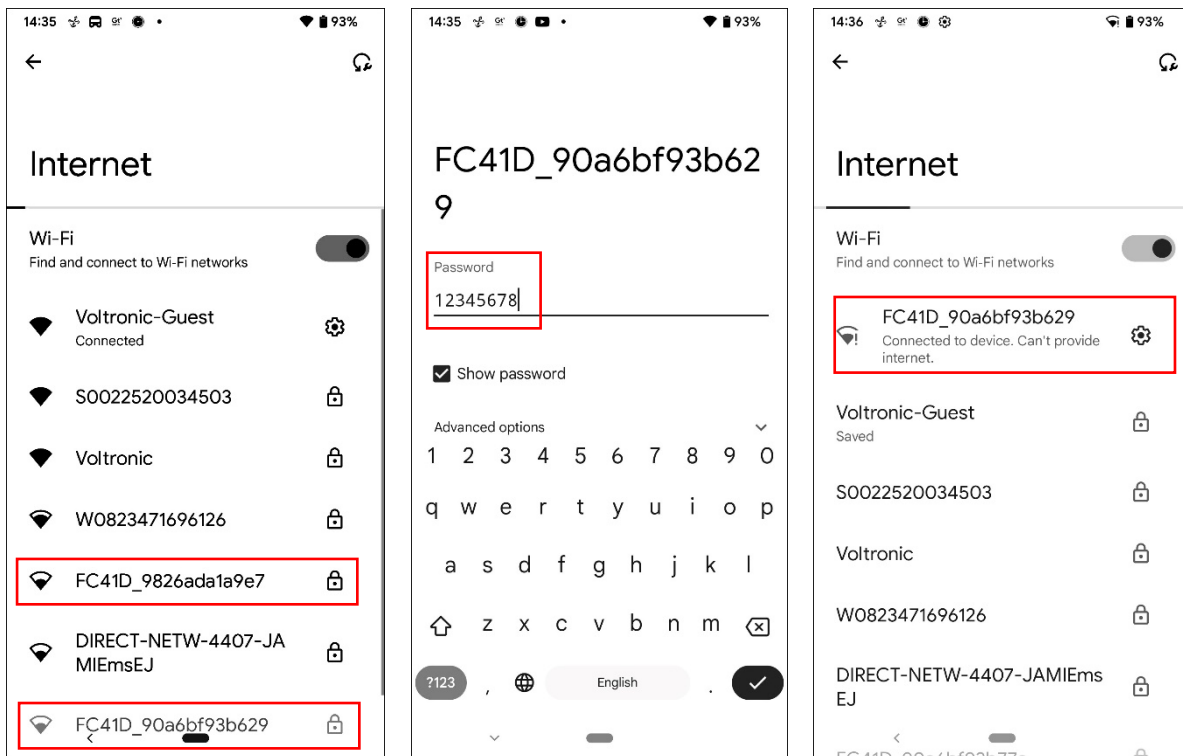 14:35 93%
Internet
Wi-Fi
Find and connect to Wi-Fi networks
Voltronic-Guest
Connected
S0022520034503
Voltronic
W0823471696126
FC41D_9826ada1a9e7
DIRECT-NETW-4407-JA
MIEmsEJ
FC41D_90a6bf93b629
14:35 93%
FC41D_90a6bf93b62
9
Password
12345678
Show password
Advanced options
1 2 3 4 5 6 7 8 9 0
q w e r t y u i o p
a s d f g h j k l
z x c v b n m
?123 , English .
14:36 93%
Internet
Wi-Fi
Find and connect to Wi-Fi networks
FC41D_90a6bf93b629
Connected to device. Can't provide
internet.
Voltronic-Guest
Saved
S0022520034503
Voltronic
W0823471696126
DIRECT-NETW-4407-JAMIEms
EJ